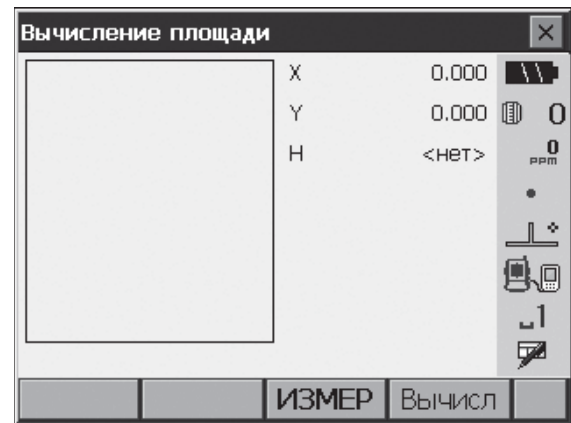 Вычисление площади
X 0.000
Y 0.000 0
H <нет> 0
ppm
1
ИЗМЕР Вычисл